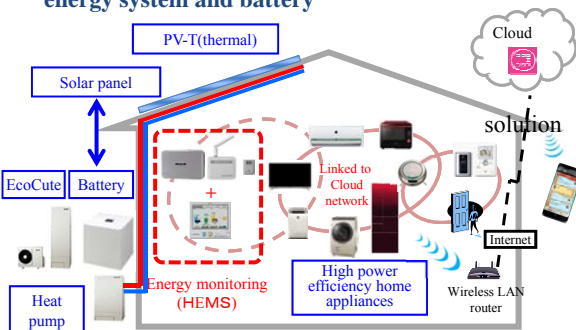 energy system and battery
PV-T(thermal)
Cloud
Solar panel
solution
EcoCute
Battery
+
Linked to
Cloud
network
Internet
Energy monitoring
(HEMS)
High power
efficiency home
appliances
Wireless LAN
router
Heat
pump